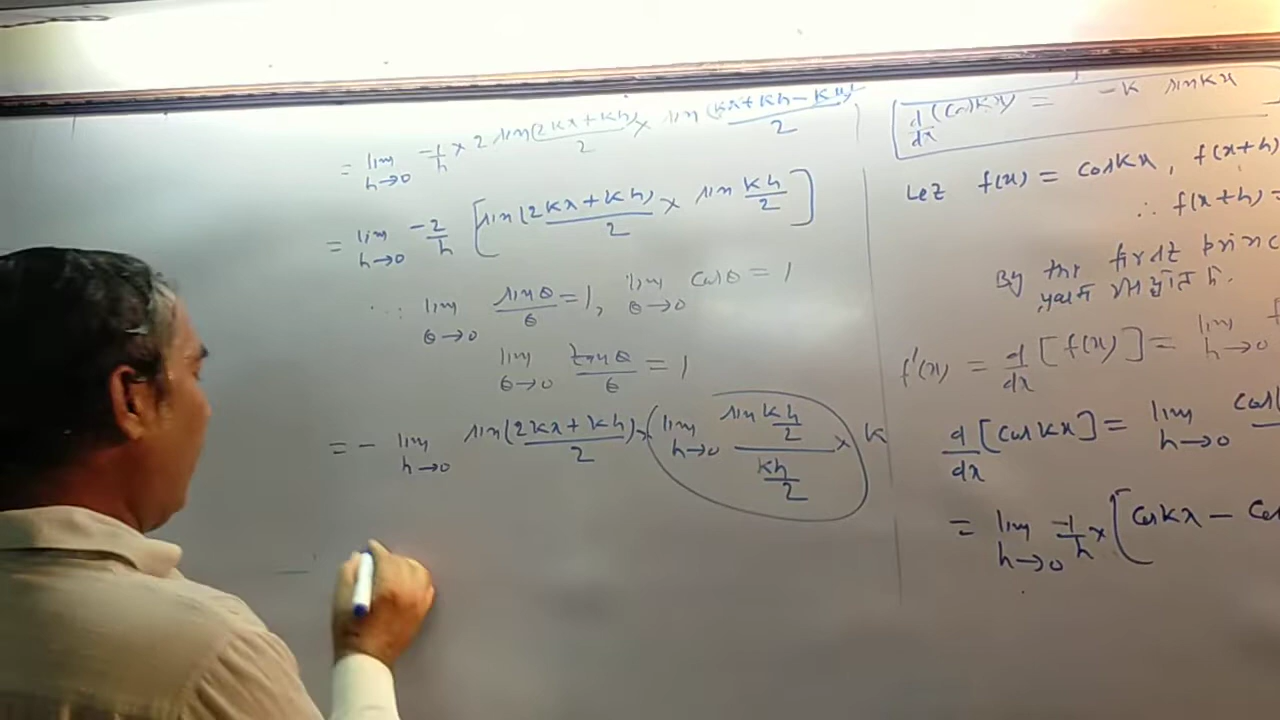 d/dx (cos kx) = -k sin kx
Let f(x) = cos kx, f(x+h)
∴ f(x+h) =
By the first princ
प्रथम सिद्धांत से
f'(x) = d/dx [f(x)] = lim h→0 f
d/dx [cos kx] = lim h→0 cos(
= lim h→0 -1/h × [cos kx - cos
= lim h→0 -1/h × 2 sin (2kx+kh)/2 × sin (kx+kh-kx)/2
= lim h→0 -2/h [sin (2kx+kh)/2 × sin kh/2]
∵ lim θ→0 sinθ/θ = 1, lim θ→0 cosθ = 1
lim θ→0 tanθ/θ = 1
= - lim h→0 sin (2kx+kh)/2 × (lim h→0 (sin kh/2)/(kh/2) × k